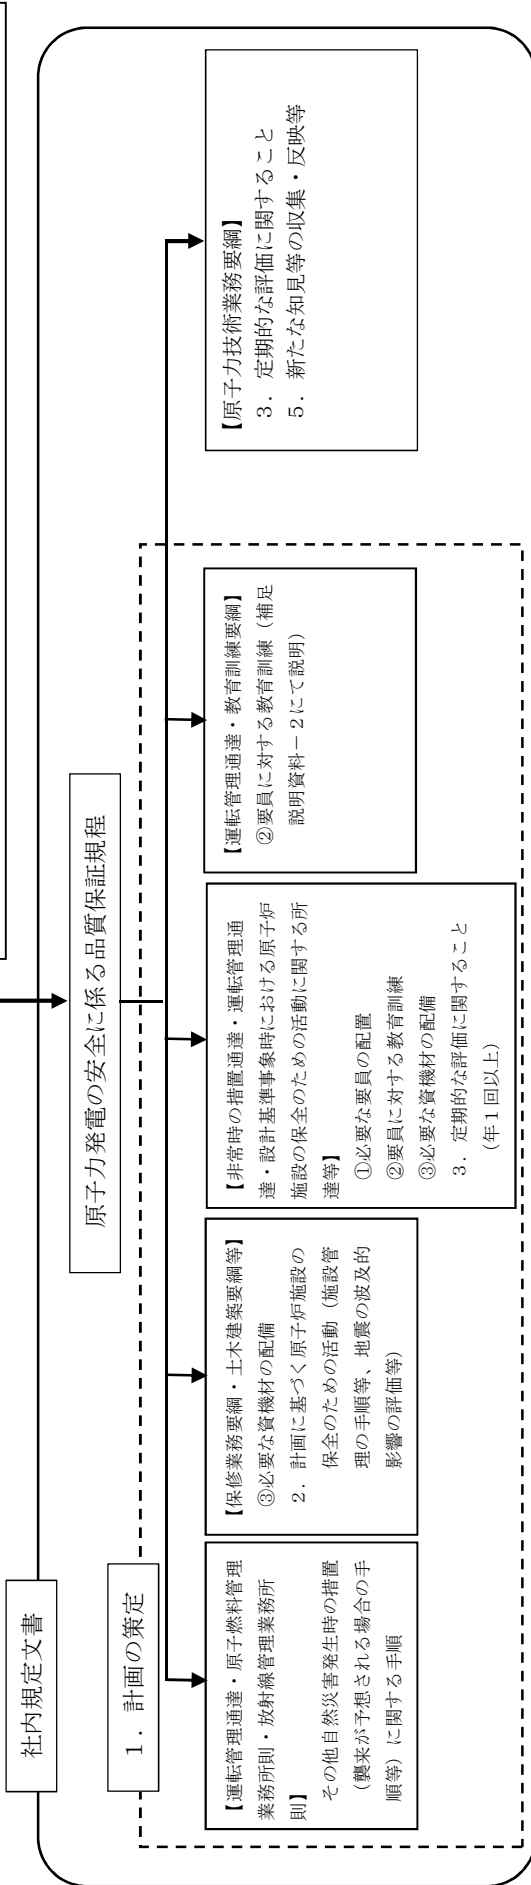 社内規定文書
原子力発電の安全に係る品質保証規程
1．計画の策定
【運転管理通達・原子燃料管理
業務所則・放射線管理業務所
則】
その他自然災害発生時の措置
（襲来が予想される場合の手
順等）に関する手順
【保修業務要綱・土木建築要綱等】
③必要な資機材の配備
2．計画に基づく原子炉施設の
保全のための活動（施設管
理の手順等、地震の波及的
影響の評価等）
【非常時の措置通達・運転管理通
達・設計基準事象時における原子炉
施設の保全のための活動に関する所
達等】
①必要な要員の配置
②要員に対する教育訓練
③必要な資機材の配備
3．定期的な評価に関すること
（年１回以上）
【運転管理通達・教育訓練要綱】
②要員に対する教育訓練（補足
説明資料－２にて説明）
【原子力技術業務要綱】
3．定期的な評価に関すること
5．新たな知見等の収集・反映等